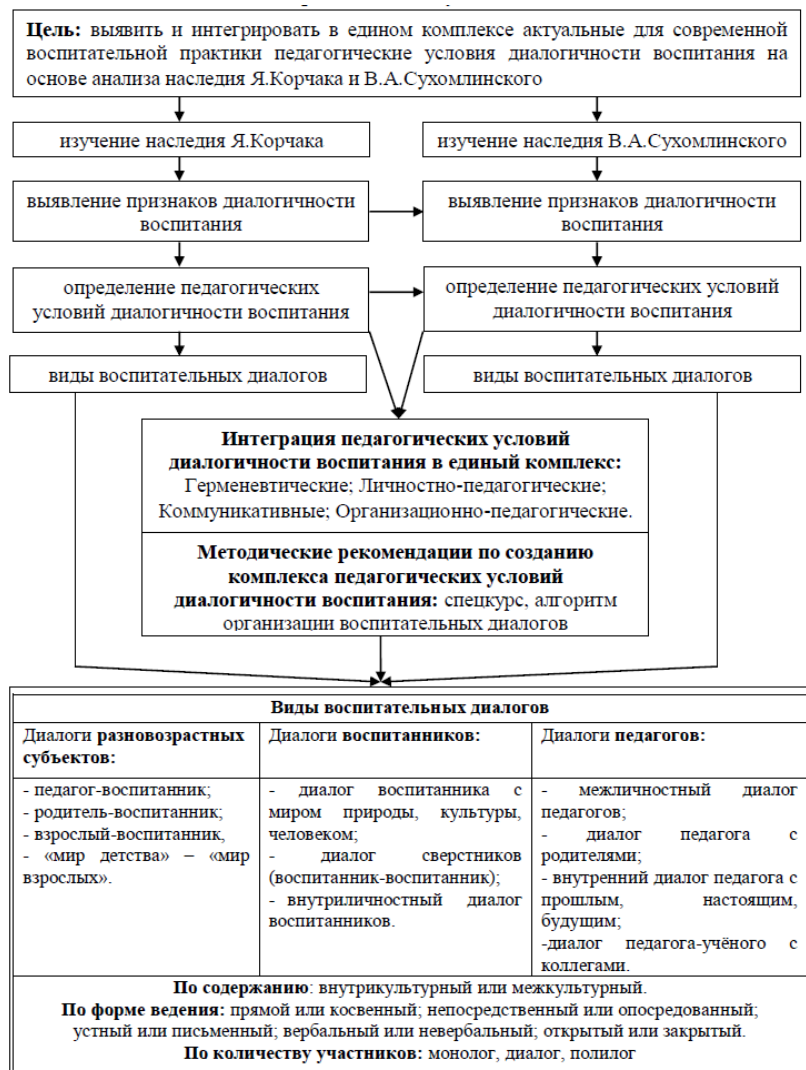 Цель: выявить и интегрировать в едином комплексе актуальные для современной
воспитательной практики педагогические условия диалогичности воспитания на
основе анализа наследия Я.Корчака и В.А.Сухомлинского
изучение наследия Я.Корчака
изучение наследия В.А.Сухомлинского
выявление признаков диалогичности
воспитания
выявление признаков диалогичности
воспитания
определение педагогических
условий диалогичности воспитания
определение педагогических условий
диалогичности воспитания
виды воспитательных диалогов
виды воспитательных диалогов
Интеграция педагогических условий
диалогичности воспитания в единый комплекс:
Герменевтические; Личностно-педагогические;
Коммуникативные; Организационно-педагогические.
Методические рекомендации по созданию
комплекса педагогических условий
диалогичности воспитания: спецкурс, алгоритм
организации воспитательных диалогов
Виды воспитательных диалогов
Диалоги разновозрастных
субъектов:
- педагог-воспитанник;
- родитель-воспитанник;
- взрослый-воспитанник,
- «мир детства» – «мир
взрослых».
Диалоги воспитанников:
- диалог воспитанника с
миром природы, культуры,
человеком;
- диалог сверстников
(воспитанник-воспитанник);
- внутриличностный диалог
воспитанников.
Диалоги педагогов:
- межличностный диалог
педагогов;
- диалог педагога с
родителями;
- внутренний диалог педагога с
прошлым, настоящим,
будущим;
-диалог педагога-учёного с
коллегами.
По содержанию: внутрикультурный или межкультурный.
По форме ведения: прямой или косвенный; непосредственный или опосредованный;
устный или письменный; вербальный или невербальный; открытый или закрытый.
По количеству участников: монолог, диалог, полилог